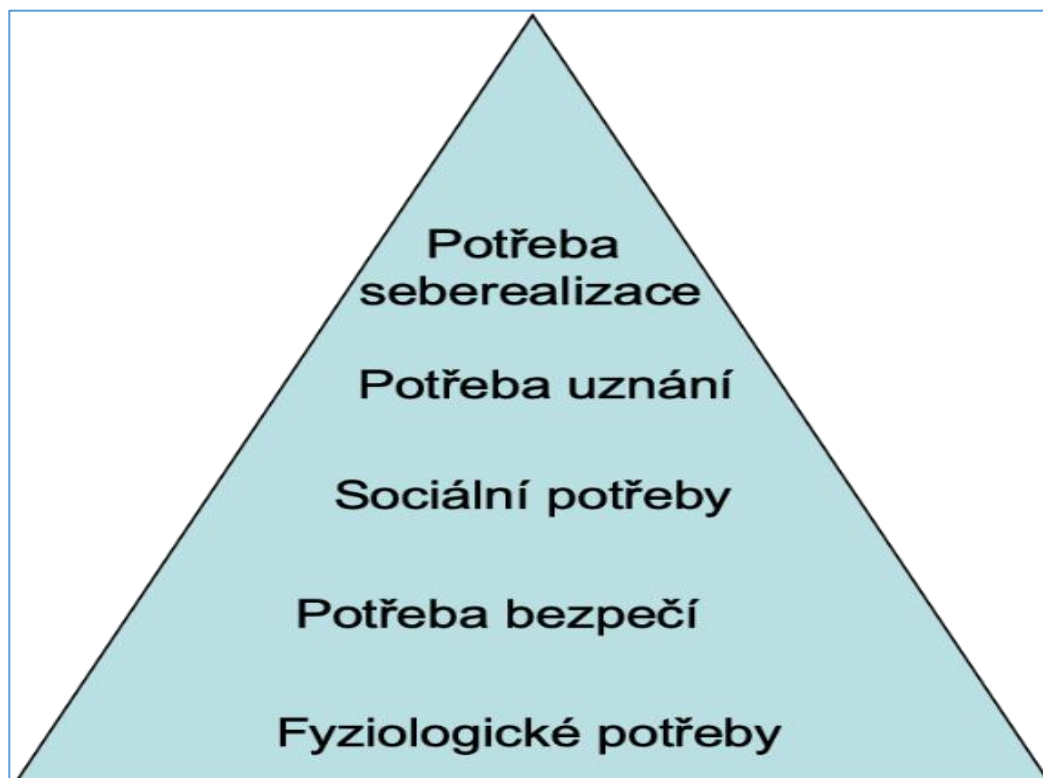 Potřeba
seberealizace
Potřeba uznání
Sociální potřeby
Potřeba bezpečí
Fyziologické potřeby